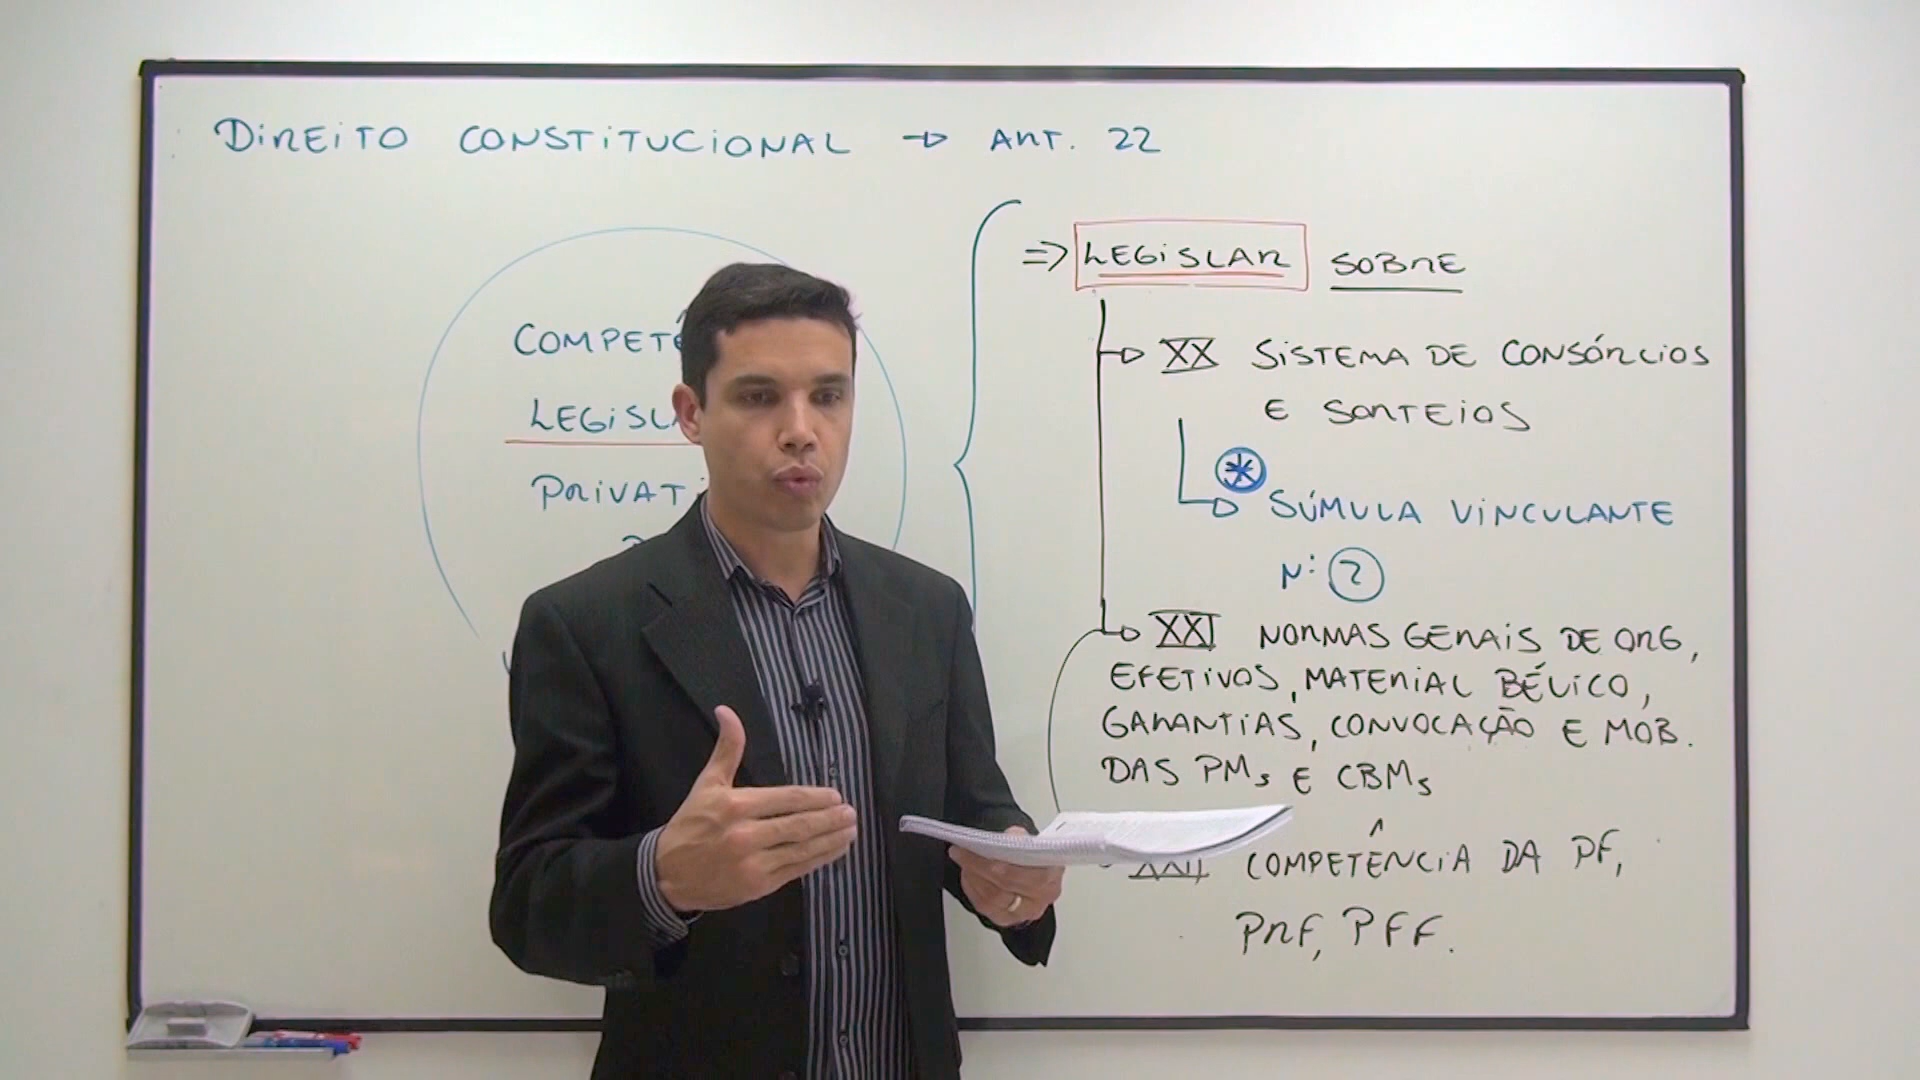 DIREITO CONSTITUCIONAL → ART. 22
COMPETÊ
LEGISLA
PRIVATI
⇒ LEGISLAR SOBRE
→ XX SISTEMA DE CONSÓRCIOS
E SORTEIOS
* → SÚMULA VINCULANTE
Nº 2
→ XXI NORMAS GERAIS DE ORG,
EFETIVOS, MATERIAL BÉLICO,
GARANTIAS, CONVOCAÇÃO E MOB.
DAS PMs E CBMs
XXII COMPETÊNCIA DA PF,
PRF, PFF.